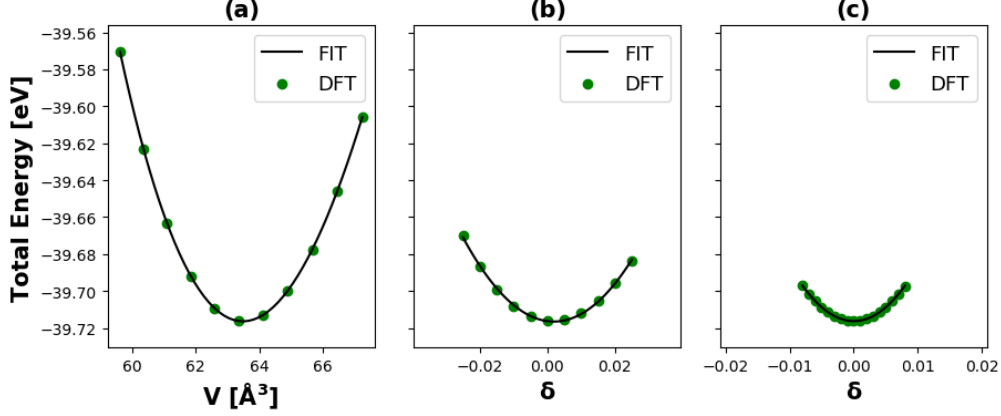 (a)
(b)
(c)
Total Energy [eV]
−39.56
−39.58
−39.60
−39.62
−39.64
−39.66
−39.68
−39.70
−39.72
FIT
DFT
FIT
DFT
FIT
DFT
60 62 64 66
−0.02 0.00 0.02
−0.02 −0.01 0.00 0.01 0.02
V [Å³]
δ
δ